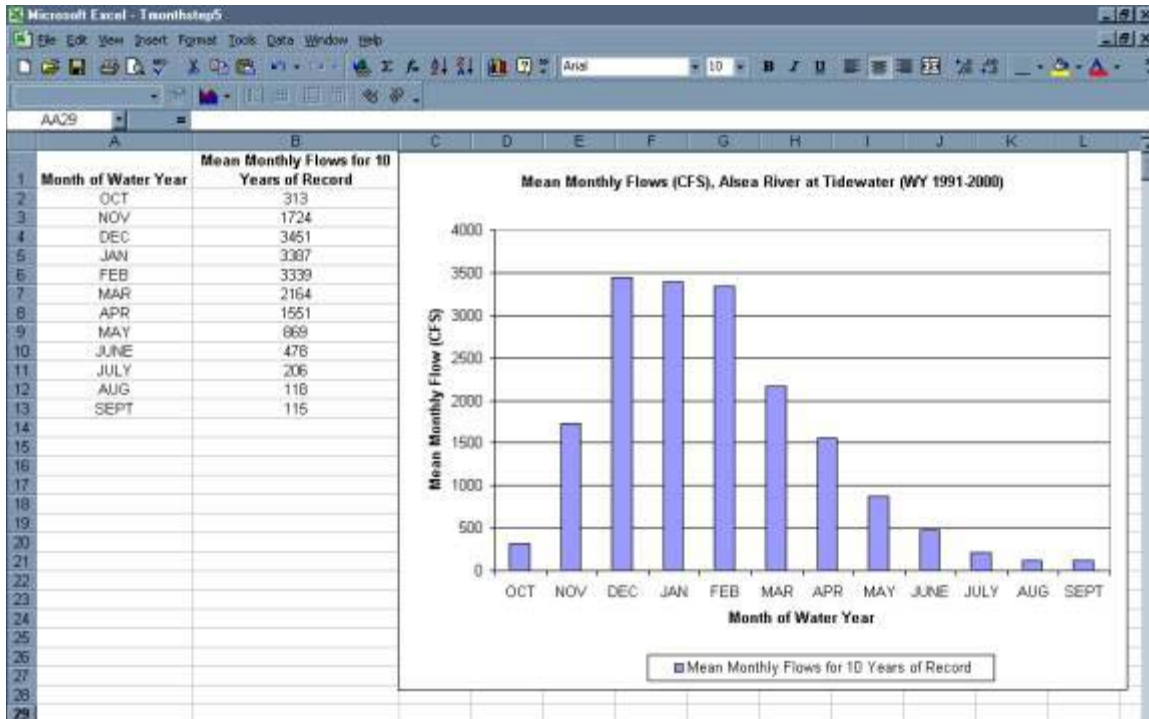 Microsoft Excel - Tmonthstep5
File Edit View Insert Format Tools Data Window Help
Arial 10 B I U
AA29 =
A B C D E F G H I J K L
Mean Monthly Flows for 10
1 Month of Water Year Years of Record
2 OCT 313
3 NOV 1724
4 DEC 3451
5 JAN 3387
6 FEB 3339
7 MAR 2164
8 APR 1551
9 MAY 869
10 JUNE 478
11 JULY 206
12 AUG 118
13 SEPT 115
14
15
16
17
18
19
20
21
22
23
24
25
26
27
28
29
Mean Monthly Flows (CFS), Alsea River at Tidewater (WY 1991-2000)
Mean Monthly Flow (CFS)
4000
3500
3000
2500
2000
1500
1000
500
0
OCT NOV DEC JAN FEB MAR APR MAY JUNE JULY AUG SEPT
Month of Water Year
Mean Monthly Flows for 10 Years of Record